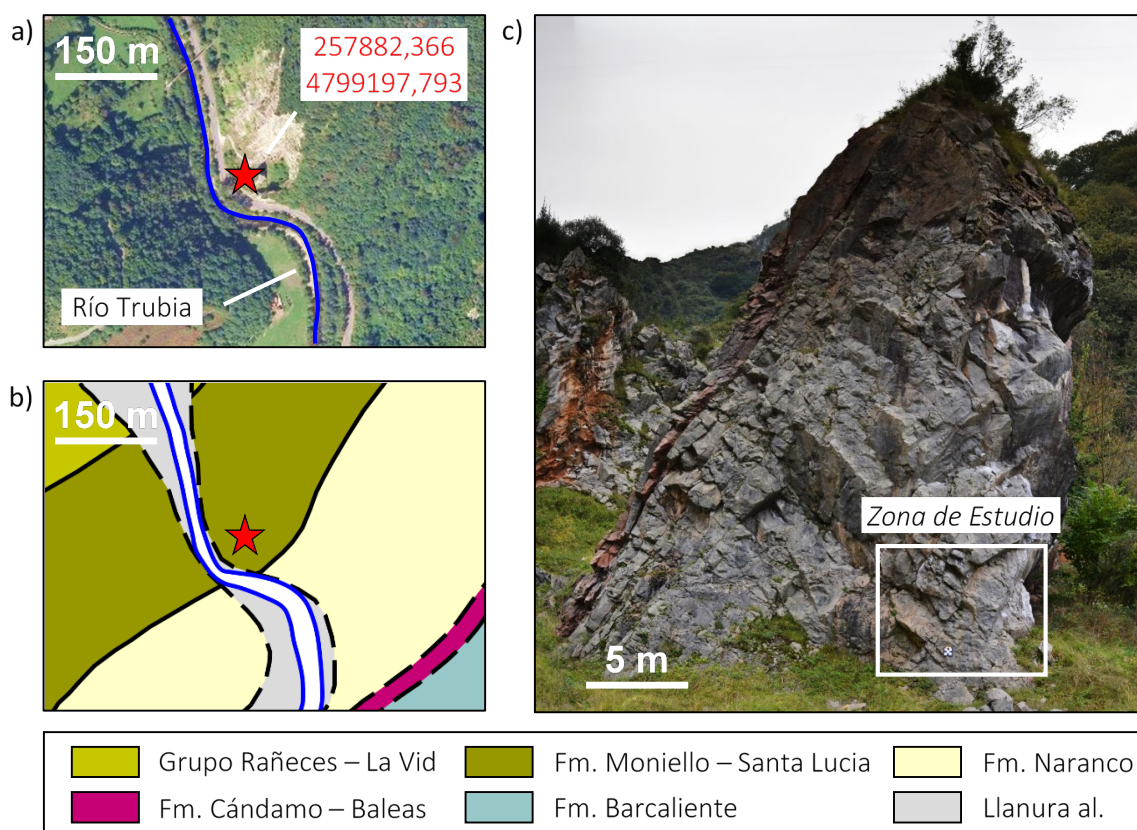 a)
150 m
257882,366
4799197,793
Río Trubia
b)
150 m
c)
Zona de Estudio
5 m
Grupo Rañeces – La Vid
Fm. Moniello – Santa Lucia
Fm. Naranco
Fm. Cándamo – Baleas
Fm. Barcaliente
Llanura al.